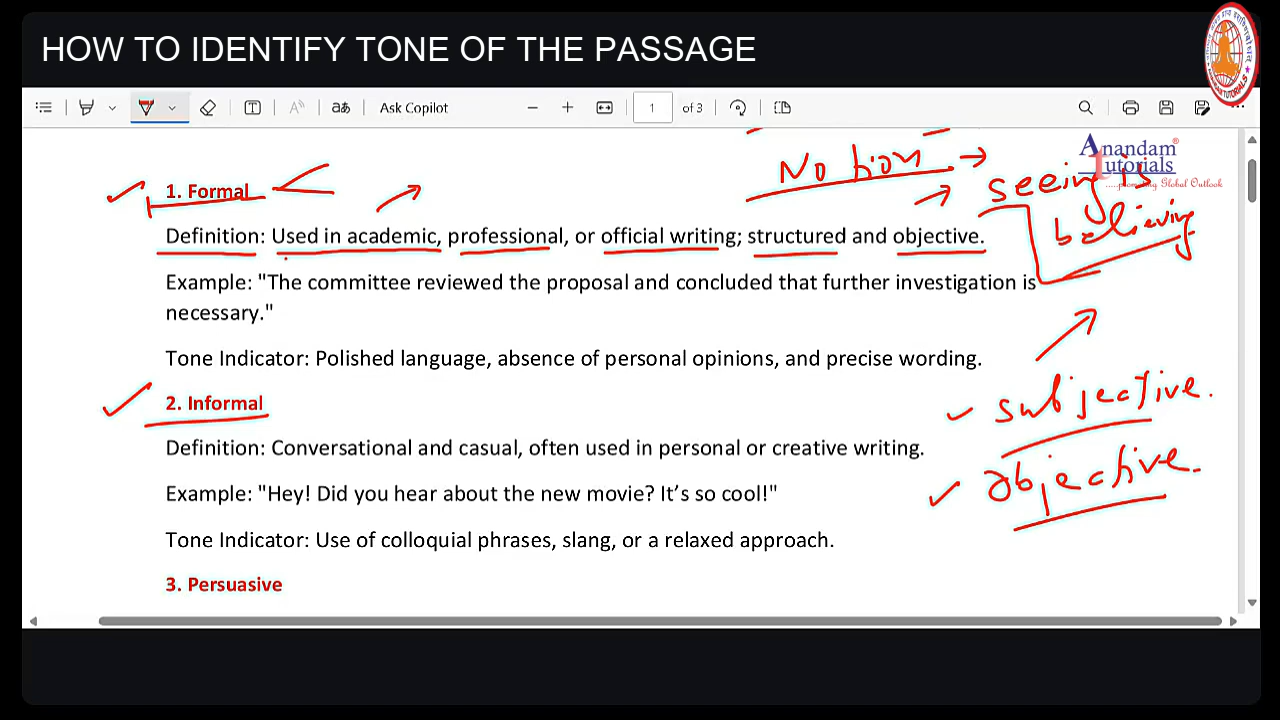 HOW TO IDENTIFY TONE OF THE PASSAGE
Ask Copilot
1
of 3
Anandam
Tutorials
.....promoting Global Outlook
No
→ seeing is
believing
1. Formal
Definition: Used in academic, professional, or official writing; structured and objective.
Example: "The committee reviewed the proposal and concluded that further investigation is
necessary."
Tone Indicator: Polished language, absence of personal opinions, and precise wording.
subjective.
objective.
2. Informal
Definition: Conversational and casual, often used in personal or creative writing.
Example: "Hey! Did you hear about the new movie? It’s so cool!"
Tone Indicator: Use of colloquial phrases, slang, or a relaxed approach.
3. Persuasive